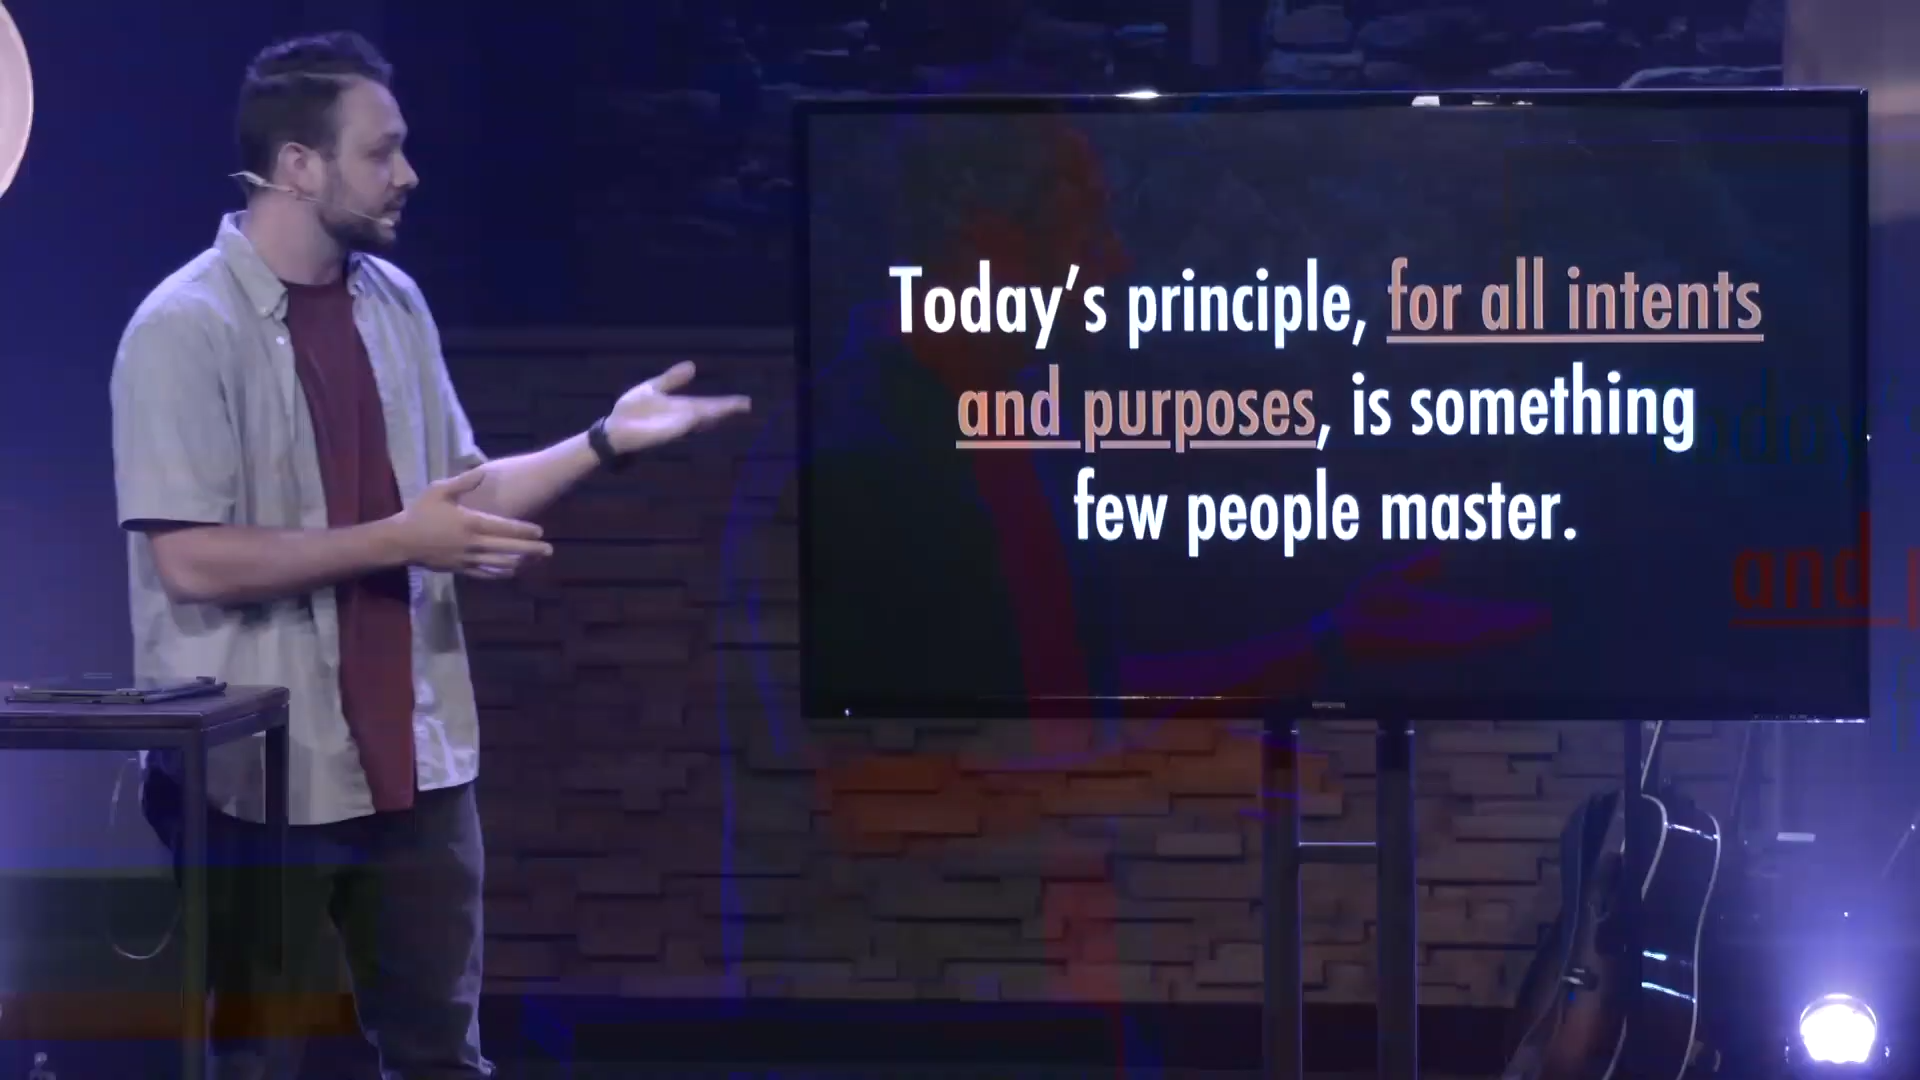 Today’s principle, for all intents
and purposes, is something
few people master.